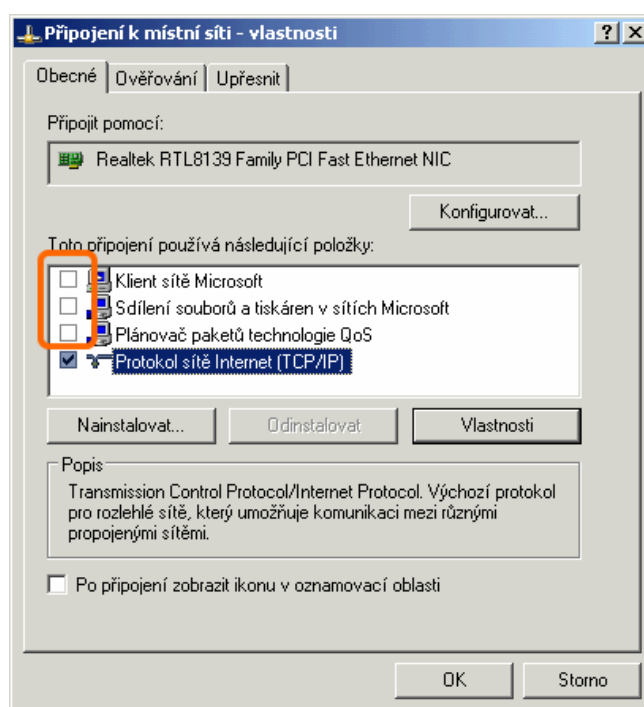 Připojení k místní síti - vlastnosti
Obecné Ověřování Upřesnit
Připojit pomocí:
Realtek RTL8139 Family PCI Fast Ethernet NIC
Konfigurovat...
Toto připojení používá následující položky:
Klient sítě Microsoft
Sdílení souborů a tiskáren v sítích Microsoft
Plánovač paketů technologie QoS
Protokol sítě Internet (TCP/IP)
Nainstalovat... Odinstalovat Vlastnosti
Popis
Transmission Control Protocol/Internet Protocol. Výchozí protokol
pro rozlehlé sítě, který umožňuje komunikaci mezi různými
propojenými sítěmi.
Po připojení zobrazit ikonu v oznamovací oblasti
OK Storno